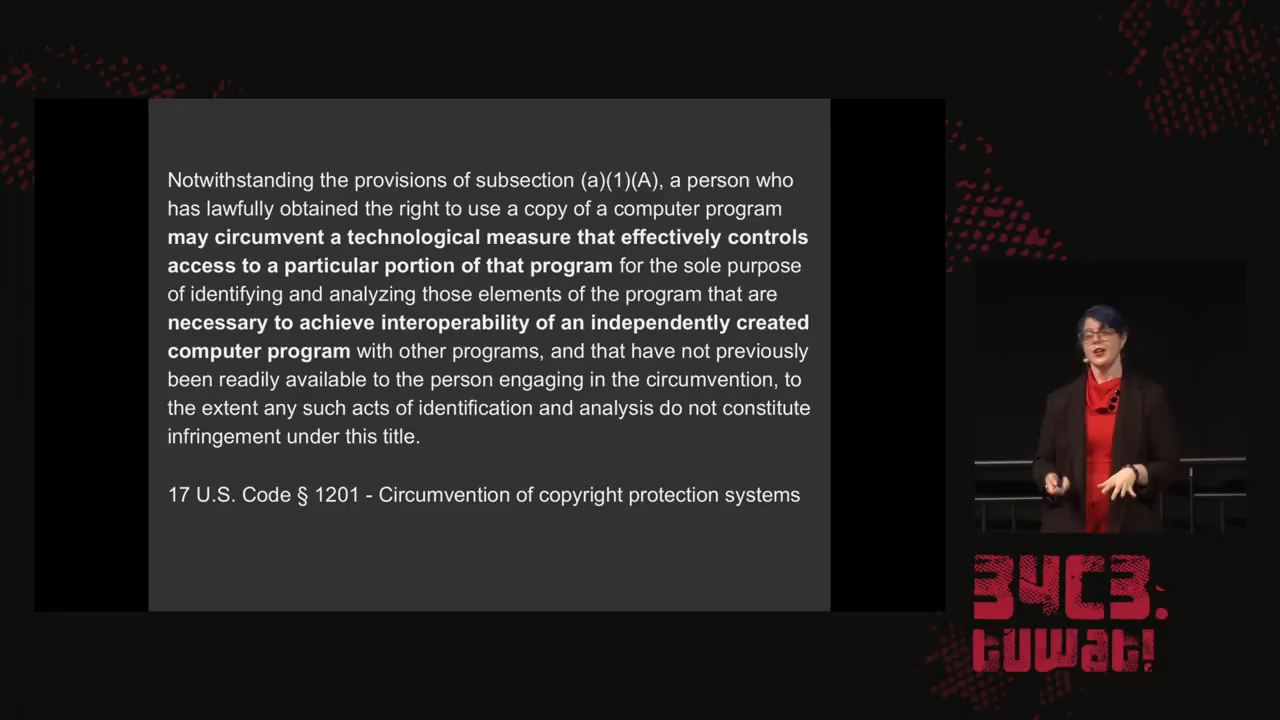 Notwithstanding the provisions of subsection (a)(1)(A), a person who
has lawfully obtained the right to use a copy of a computer program
may circumvent a technological measure that effectively controls
access to a particular portion of that program for the sole purpose
of identifying and analyzing those elements of the program that are
necessary to achieve interoperability of an independently created
computer program with other programs, and that have not previously
been readily available to the person engaging in the circumvention, to
the extent any such acts of identification and analysis do not constitute
infringement under this title.
17 U.S. Code § 1201 - Circumvention of copyright protection systems
34C3.
tuwat!